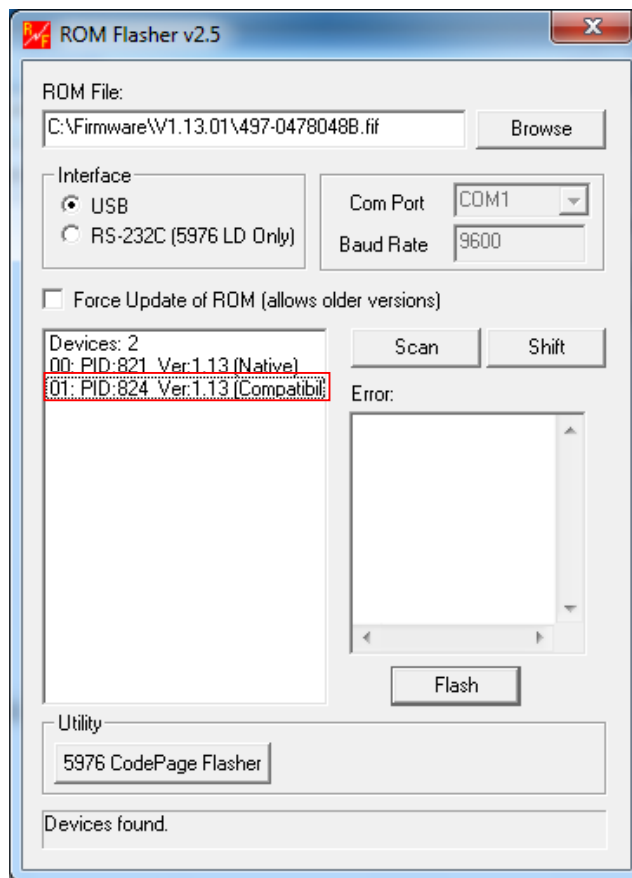 ROM Flasher v2.5
ROM File:
C:\Firmware\V1.13.01\497-0478048B.fif
Browse
Interface
USB
RS-232C (5976 LD Only)
Com Port
COM1
Baud Rate
9600
Force Update of ROM (allows older versions)
Devices: 2
00: PID:821 Ver:1.13 (Native)
01: PID:824 Ver:1.13 (Compatibil
Scan
Shift
Error:
Flash
Utility
5976 CodePage Flasher
Devices found.